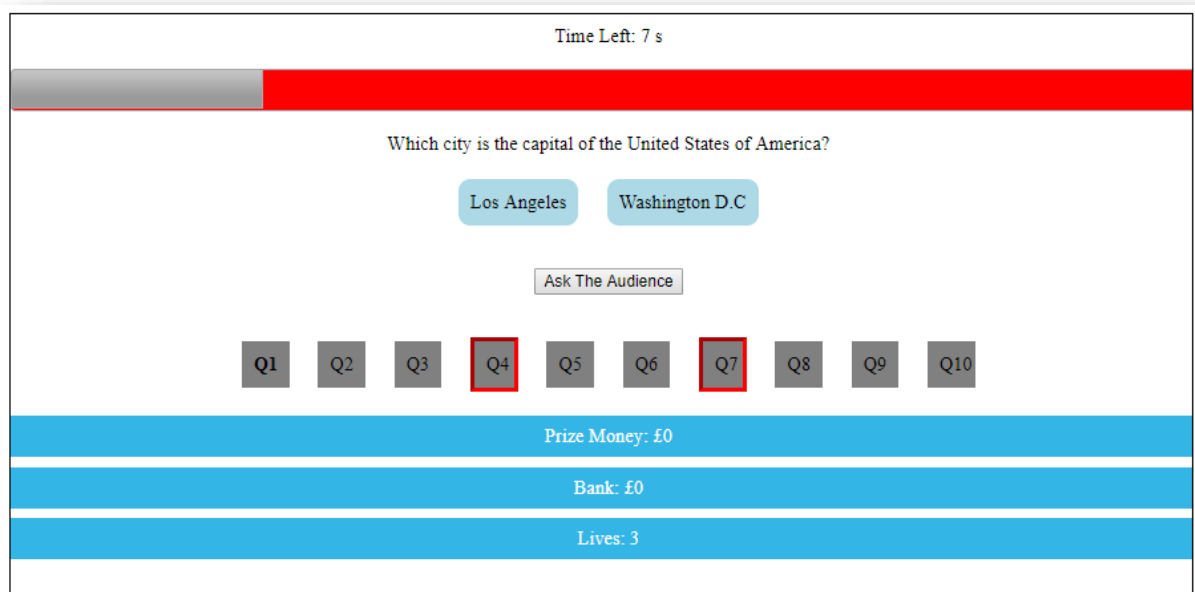 Time Left: 7 s
Which city is the capital of the United States of America?
Los Angeles Washington D.C
Ask The Audience
Q1 Q2 Q3 Q4 Q5 Q6 Q7 Q8 Q9 Q10
Prize Money: £0
Bank: £0
Lives: 3